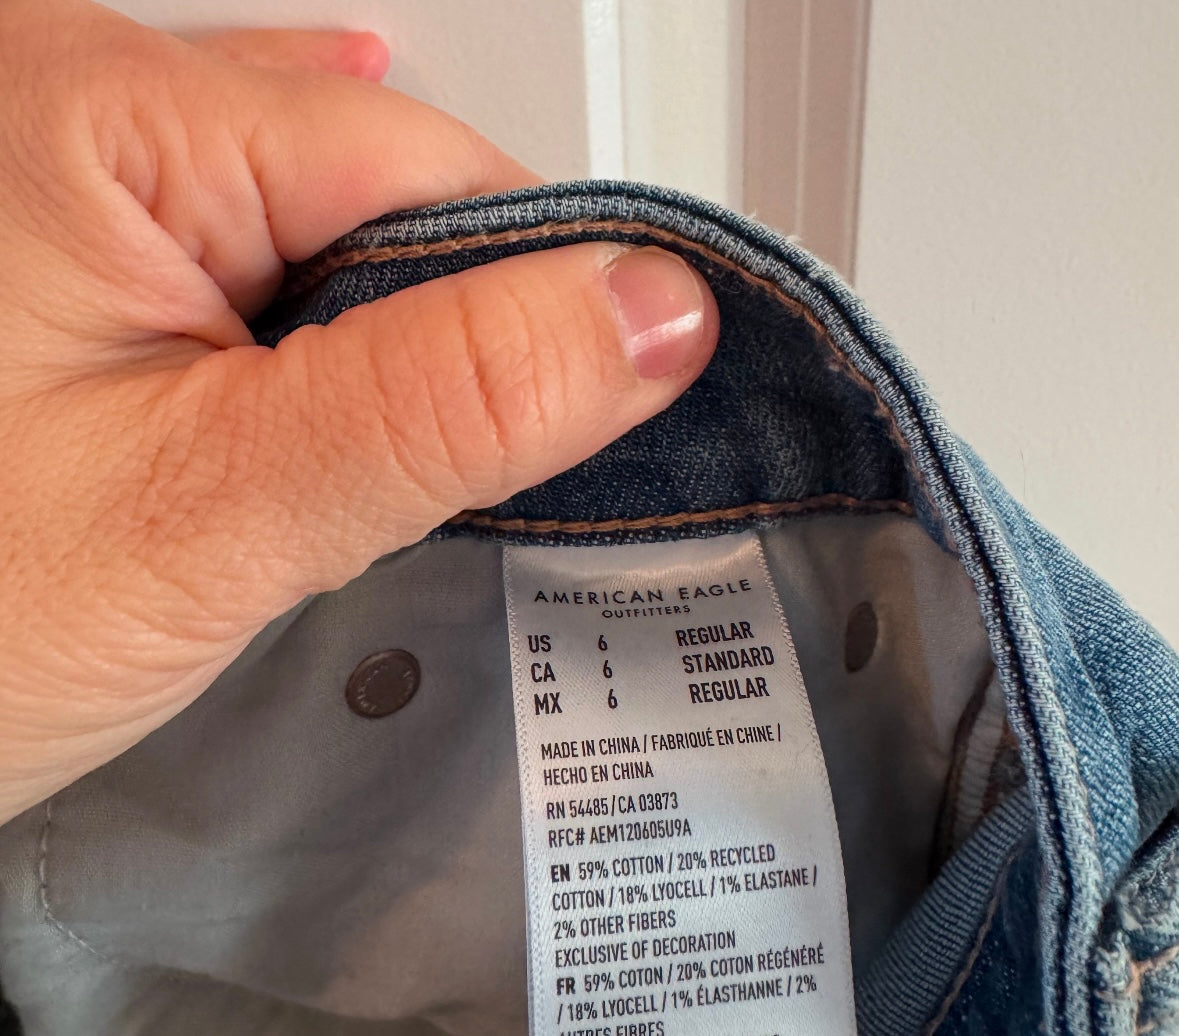 AMERICAN EAGLE
OUTFITTERS
US 6 REGULAR
CA 6 STANDARD
MX 6 REGULAR
MADE IN CHINA / FABRIQUÉ EN CHINE /
HECHO EN CHINA
RN 54485 / CA 03873
RFC# AEM120605U9A
EN 59% COTTON / 20% RECYCLED
COTTON / 18% LYOCELL / 1% ELASTANE /
2% OTHER FIBERS
EXCLUSIVE OF DECORATION
FR 59% COTON / 20% COTON RÉGÉNÉRÉ
/ 18% LYOCELL / 1% ÉLASTHANNE / 2%
AUTRES FIBRES